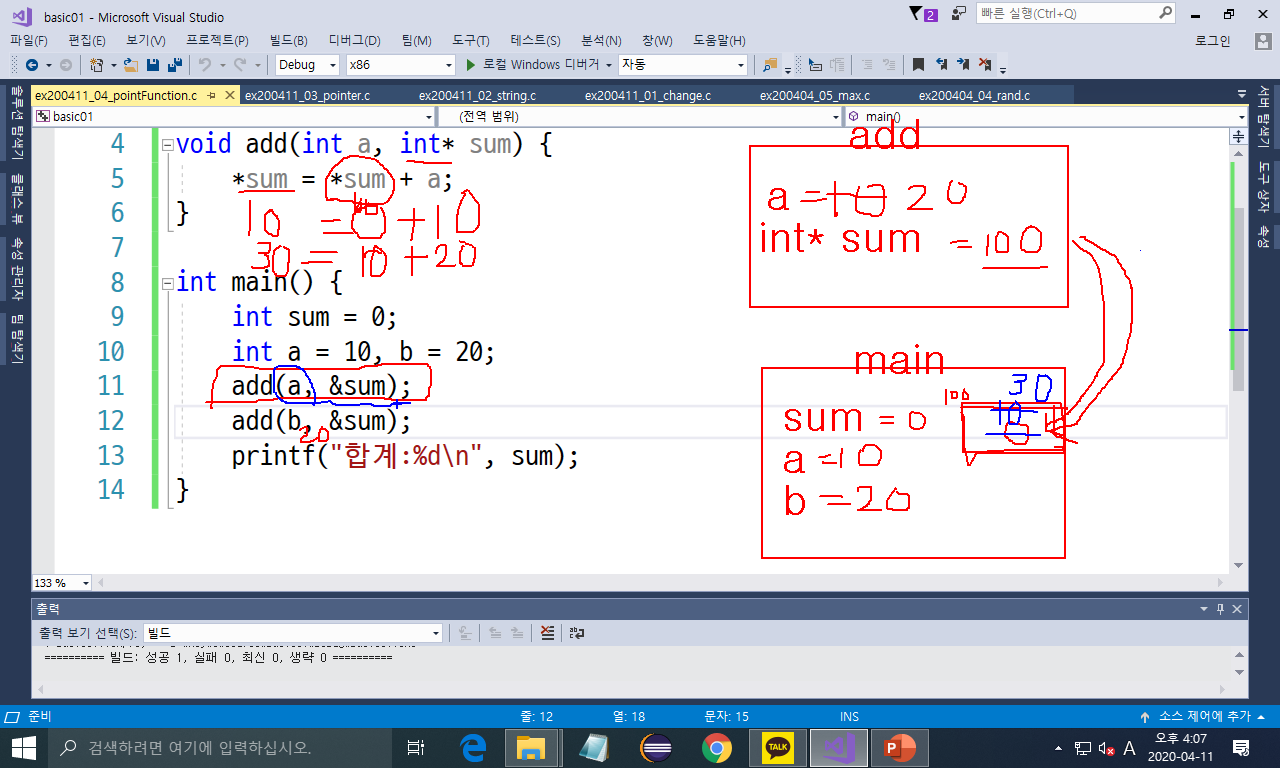 basic01 - Microsoft Visual Studio
2
빠른 실행(Ctrl+Q)
파일(F) 편집(E) 보기(V) 프로젝트(P) 빌드(B) 디버그(D) 팀(M) 도구(T) 테스트(S) 분석(N) 창(W) 도움말(H) 로그인
Debug x86 로컬 Windows 디버거 자동
ex200411_04_pointFunction.c ex200411_03_pointer.c ex200411_02_string.c ex200411_01_change.c ex200404_05_max.c ex200404_04_rand.c
basic01 (전역 범위) main()
솔루션 탐색기
클래스 뷰
속성 관리자
팀 탐색기
서버 탐색기
도구 상자
속성
4 void add(int a, int* sum) {
5 *sum = *sum + a;
6 }
7
8 int main() {
9 int sum = 0;
10 int a = 10, b = 20;
11 add(a, &sum);
12 add(b, &sum);
13 printf("합계:%d\n", sum);
14 }
10 = 0 + 10
30 = 10 + 20
20
add
a = 10 20
int* sum = 100
main
sum = 0
a = 10
b = 20
100
30
10
0
133 %
출력
출력 보기 선택(S): 빌드
========== 빌드: 성공 1, 실패 0, 최신 0, 생략 0 ==========
준비 줄: 12 열: 18 문자: 15 INS 소스 제어에 추가
검색하려면 여기에 입력하십시오.
TALK
P
A
오후 4:07
2020-04-11